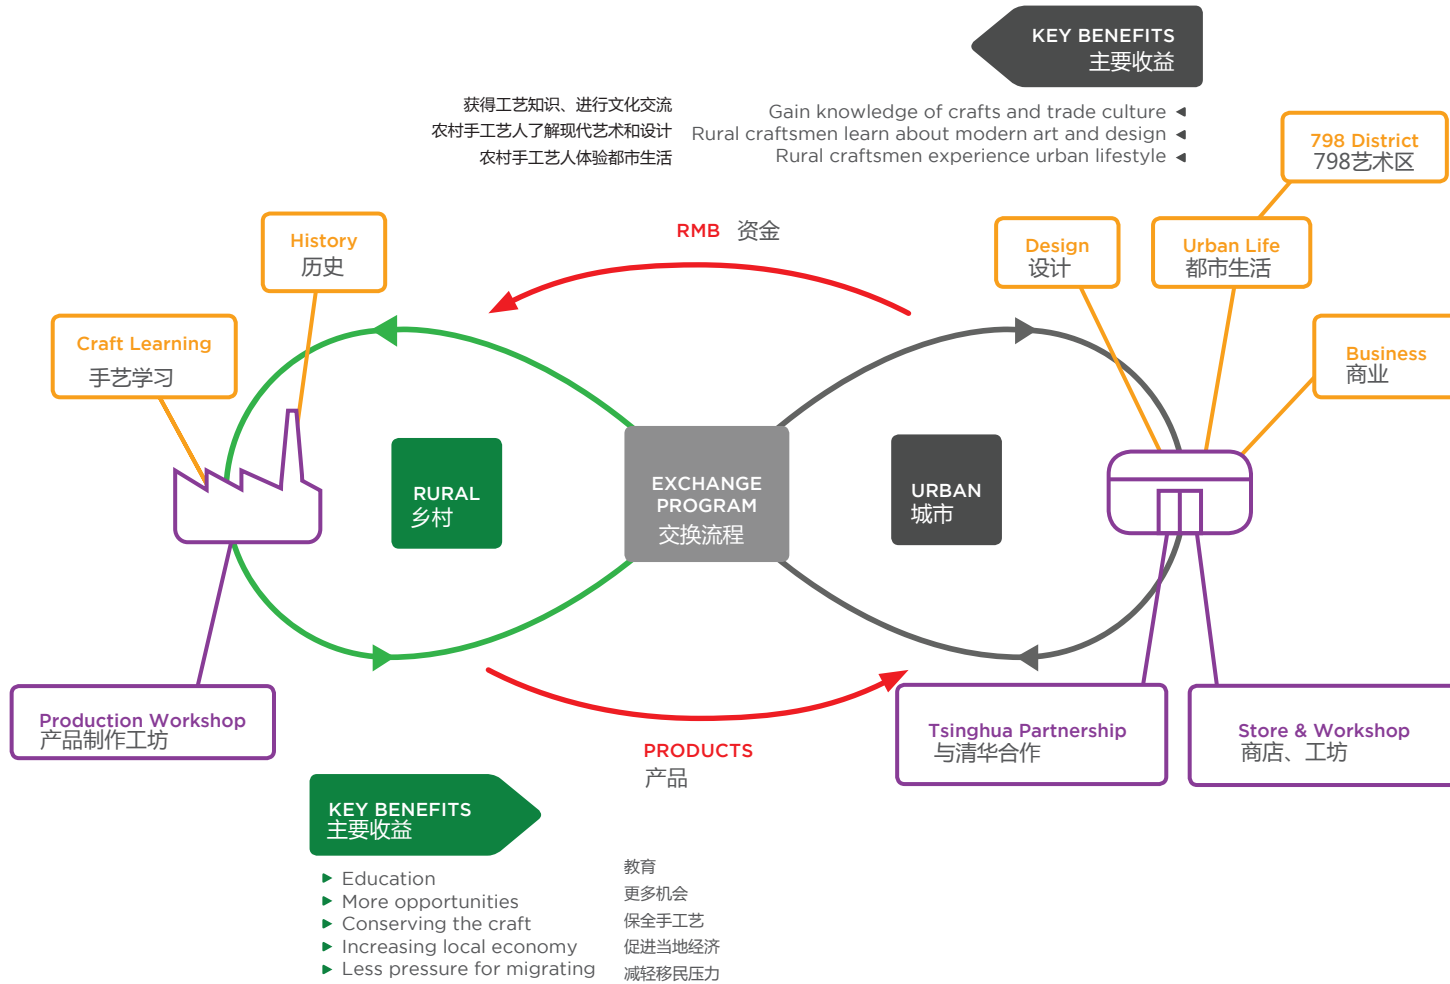 KEY BENEFITS
主要收益
获得工艺知识、进行文化交流
农村手工艺人了解现代艺术和设计
农村手工艺人体验都市生活
Gain knowledge of crafts and trade culture
Rural craftsmen learn about modern art and design
Rural craftsmen experience urban lifestyle
798 District
798艺术区
RMB 资金
History
历史
Design
设计
Urban Life
都市生活
Craft Learning
手艺学习
Business
商业
RURAL
乡村
EXCHANGE
PROGRAM
交换流程
URBAN
城市
Production Workshop
产品制作工坊
PRODUCTS
产品
Tsinghua Partnership
与清华合作
Store & Workshop
商店、工坊
KEY BENEFITS
主要收益
Education
More opportunities
Conserving the craft
Increasing local economy
Less pressure for migrating
教育
更多机会
保全手工艺
促进当地经济
减轻移民压力